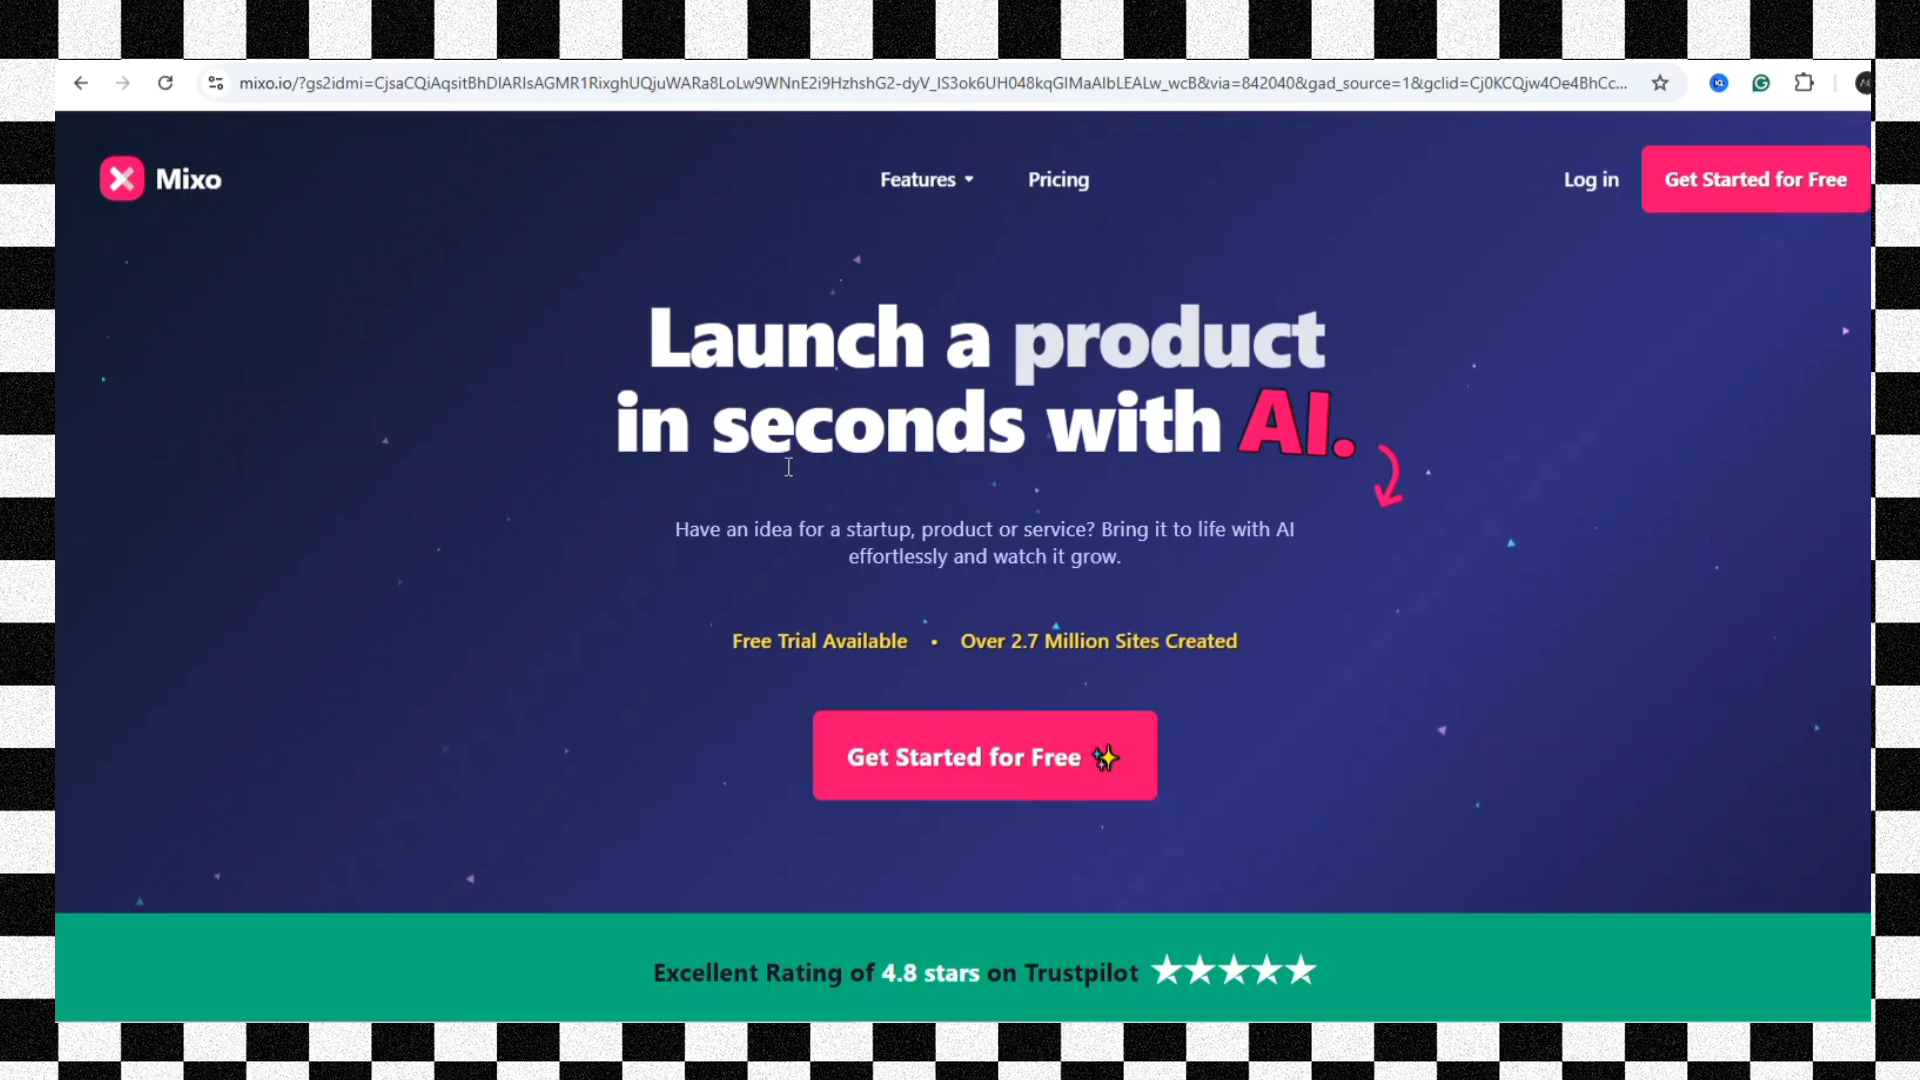 mixo.io/?gs2idmi=CjsaCQiAqsitBhDlARIsAGMR1RixghUQjuWARa8LoLw9WNnE2i9HzhshG2-dyV_IS3ok6UH048kqGIMaAlbLEALw_wcB&via=842040&gad_source=1&gclid=Cj0KCQjw4Oe4BhCc...
Mixo
Features
Pricing
Log in
Get Started for Free
Launch a product
in seconds with AI.
Have an idea for a startup, product or service? Bring it to life with AI
effortlessly and watch it grow.
Free Trial Available • Over 2.7 Million Sites Created
Get Started for Free
Excellent Rating of 4.8 stars on Trustpilot